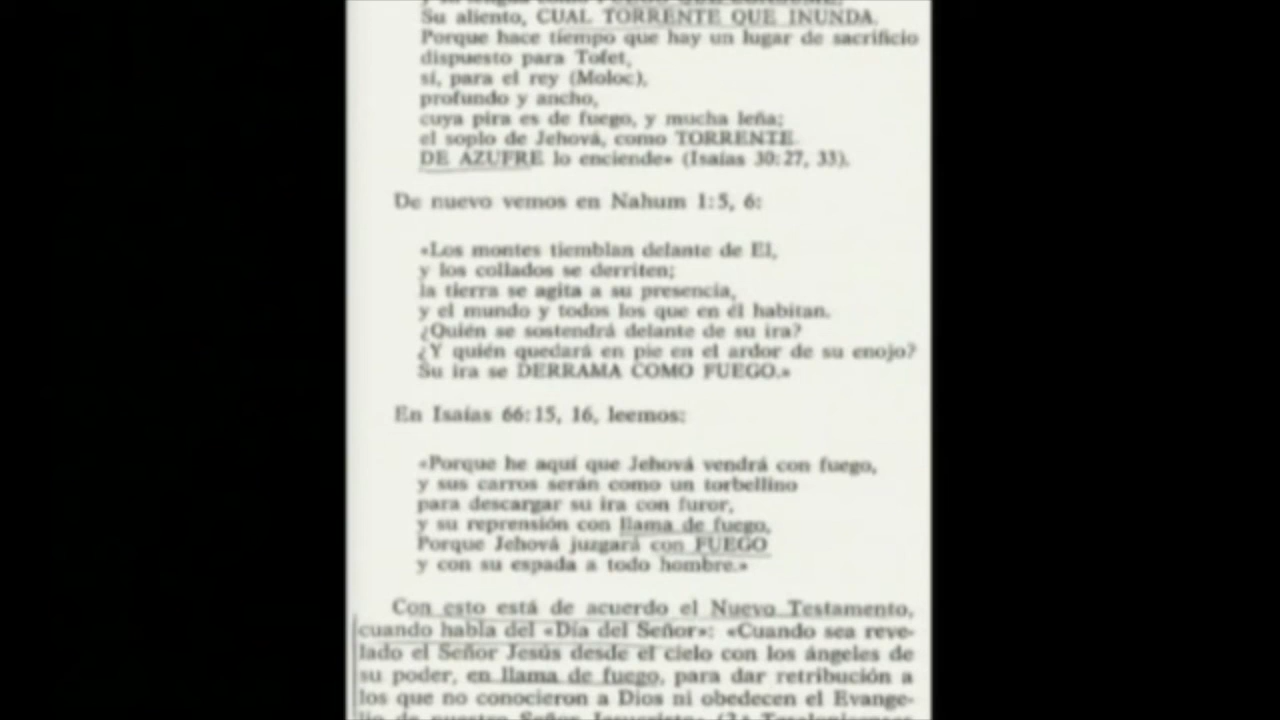 Su aliento, CUAL TORRENTE QUE INUNDA.
Porque hace tiempo que hay un lugar de sacrificio
dispuesto para Tofet,
sí, para el rey (Moloc),
profundo y ancho,
cuya pira es de fuego, y mucha leña;
el soplo de Jehová, como TORRENTE
DE AZUFRE lo enciende» (Isaías 30:27, 33).
De nuevo vemos en Nahum 1:5, 6:
«Los montes tiemblan delante de El,
y los collados se derriten;
la tierra se agita a su presencia,
y el mundo y todos los que en él habitan.
¿Quién se sostendrá delante de su ira?
¿Y quién quedará en pie en el ardor de su enojo?
Su ira se DERRAMA COMO FUEGO.»
En Isaías 66:15, 16, leemos:
«Porque he aquí que Jehová vendrá con fuego,
y sus carros serán como un torbellino
para descargar su ira con furor,
y su reprensión con llama de fuego,
Porque Jehová juzgará con FUEGO
y con su espada a todo hombre.»
Con esto está de acuerdo el Nuevo Testamento,
cuando habla del «Día del Señor»: «Cuando sea reve-
lado el Señor Jesús desde el cielo con los ángeles de
su poder, en llama de fuego, para dar retribución a
los que no conocieron a Dios ni obedecen el Evange-